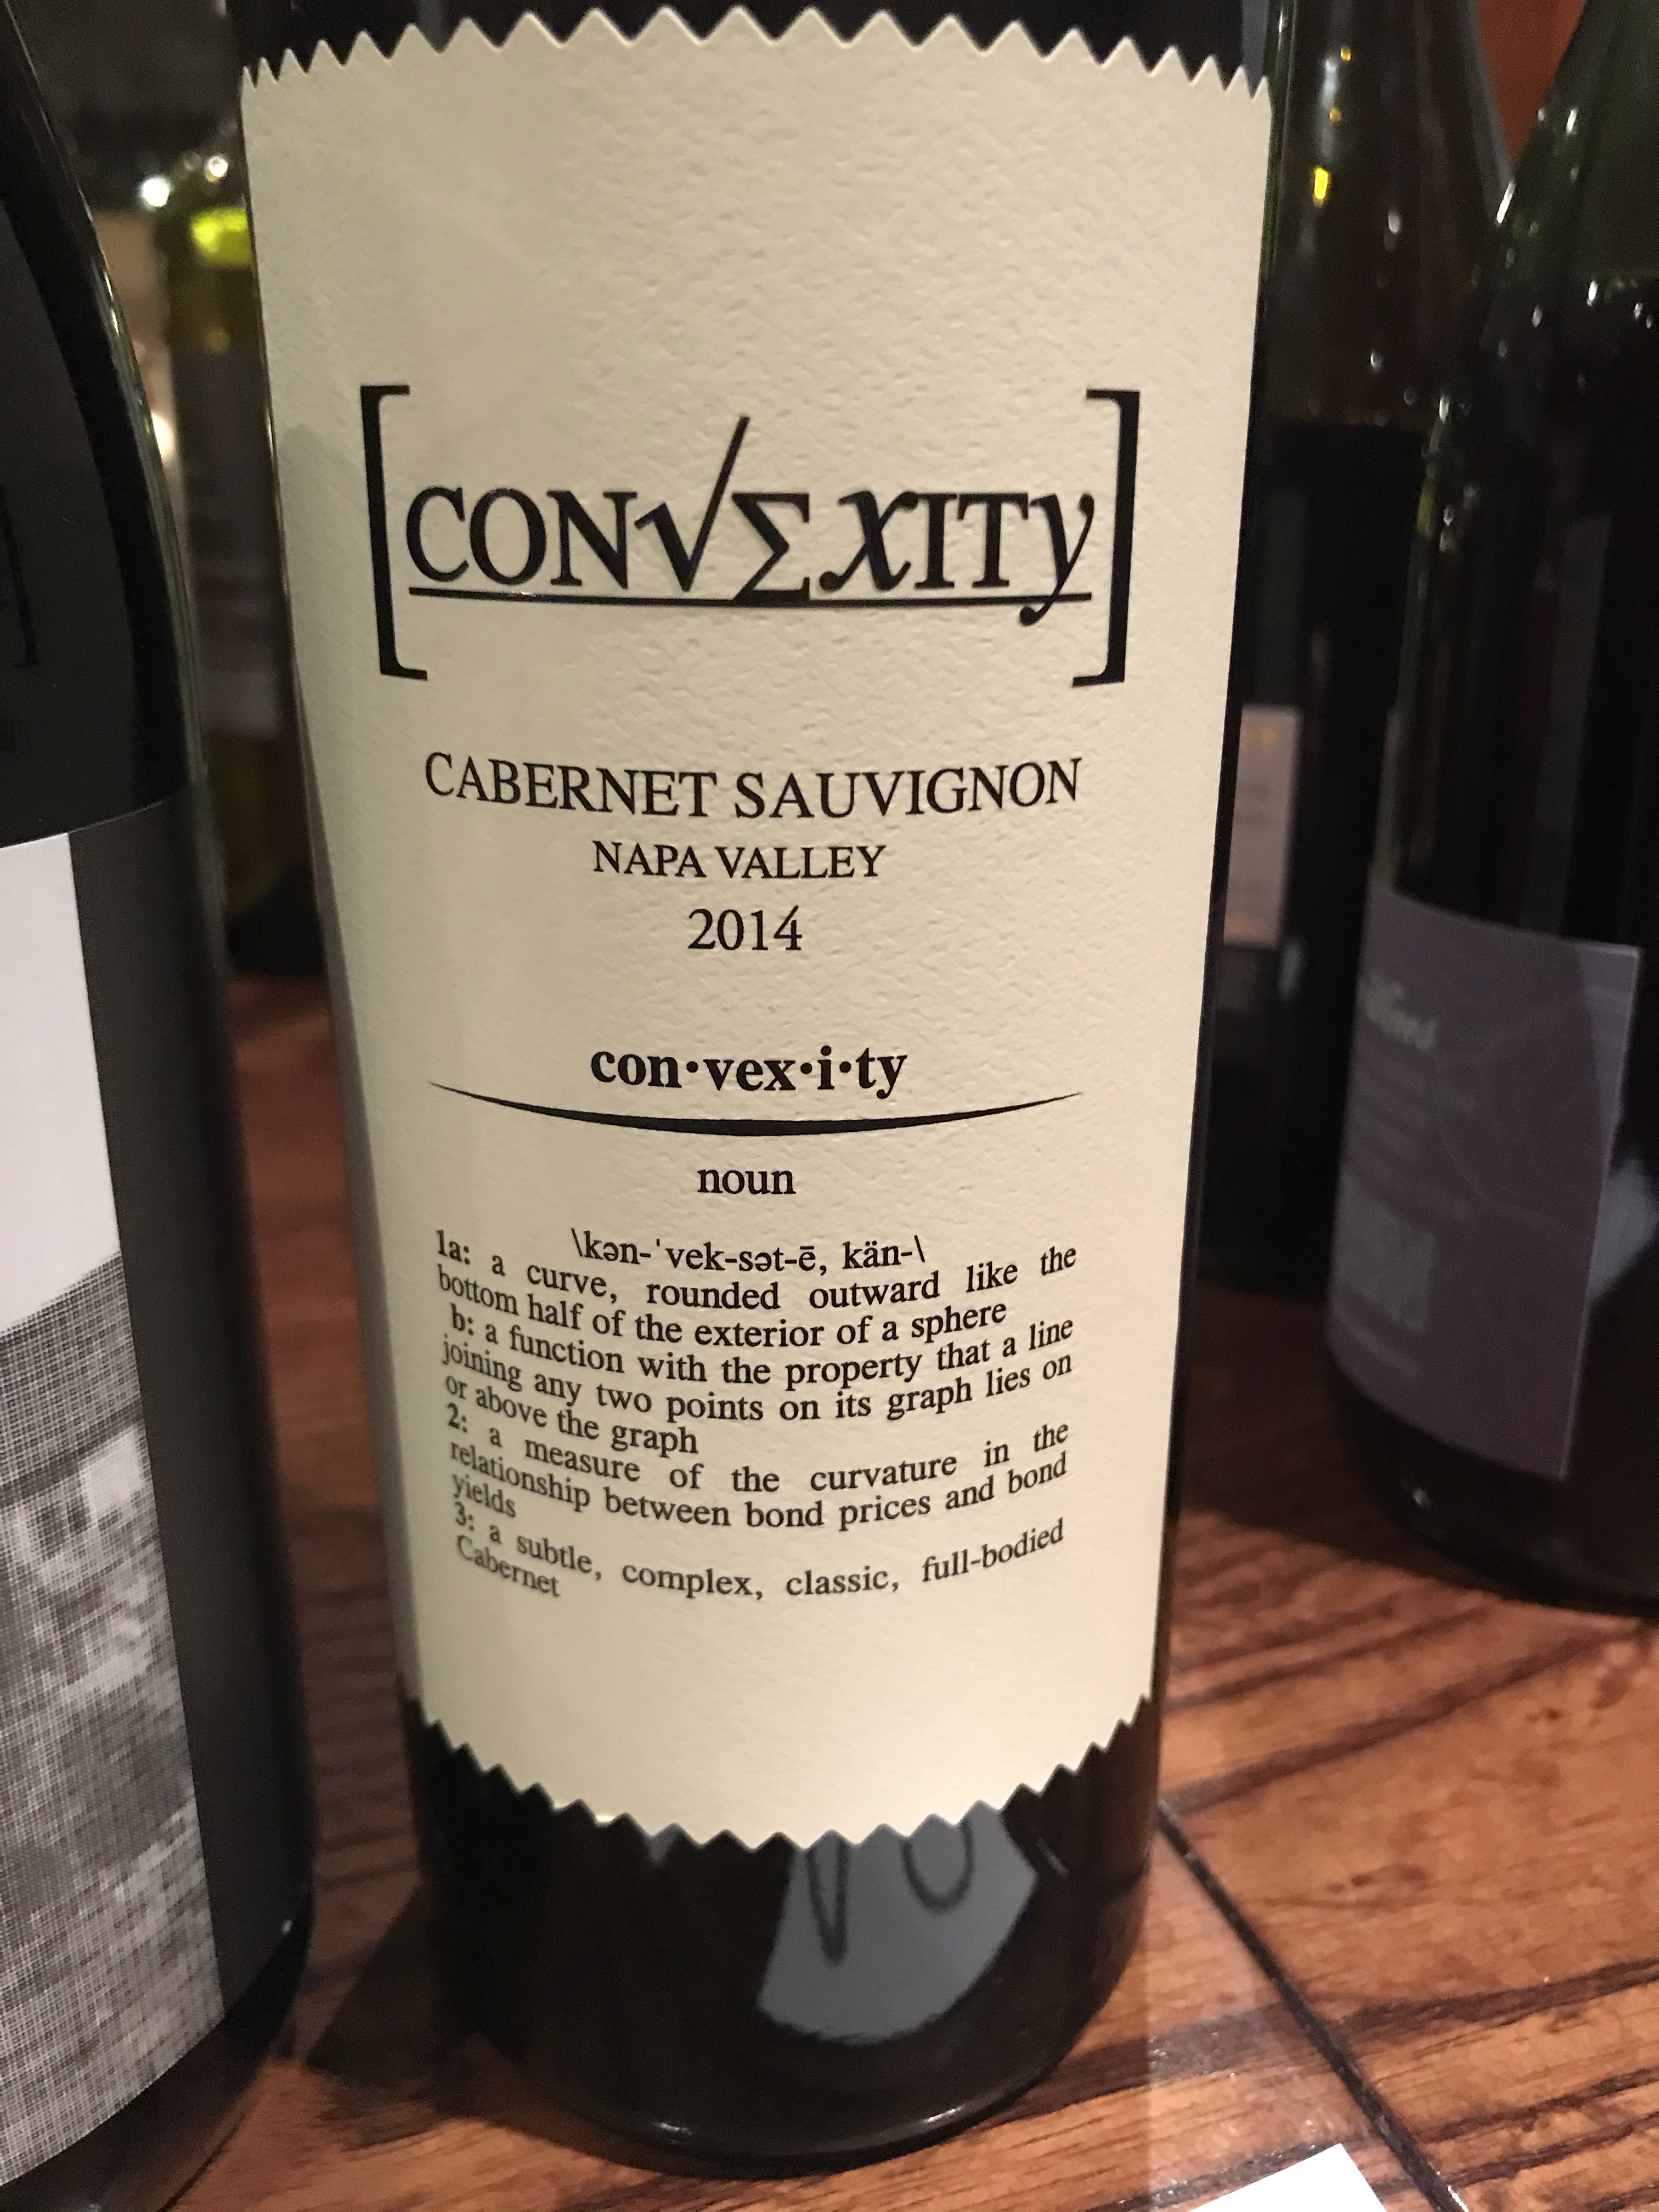 [CON√ΣxITy]
CABERNET SAUVIGNON
NAPA VALLEY
2014
con·vex·i·ty
noun
\kən-ˈvek-sət-ē, kän-\
1a: a curve, rounded outward like the
bottom half of the exterior of a sphere
b: a function with the property that a line
joining any two points on its graph lies on
or above the graph
2: a measure of the curvature in the
relationship between bond prices and bond
yields
3: a subtle, complex, classic, full-bodied
Cabernet